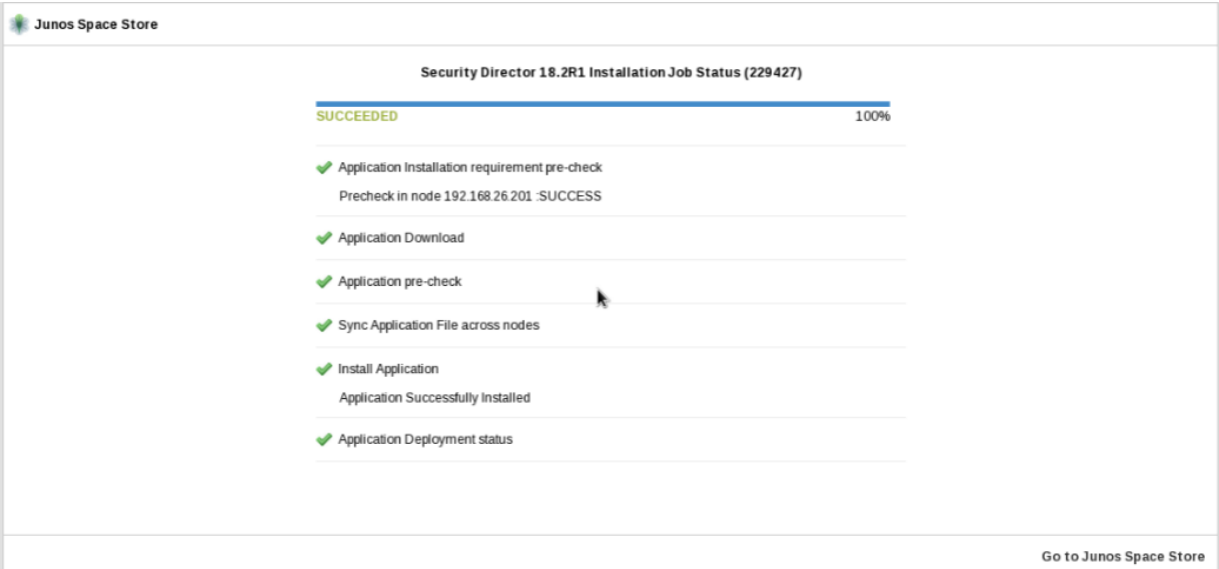 Junos Space Store
Security Director 18.2R1 Installation Job Status (229427)
SUCCEEDED 100%
Application Installation requirement pre-check
Precheck in node 192.168.26.201 :SUCCESS
Application Download
Application pre-check
Sync Application File across nodes
Install Application
Application Successfully Installed
Application Deployment status
Go to Junos Space Store